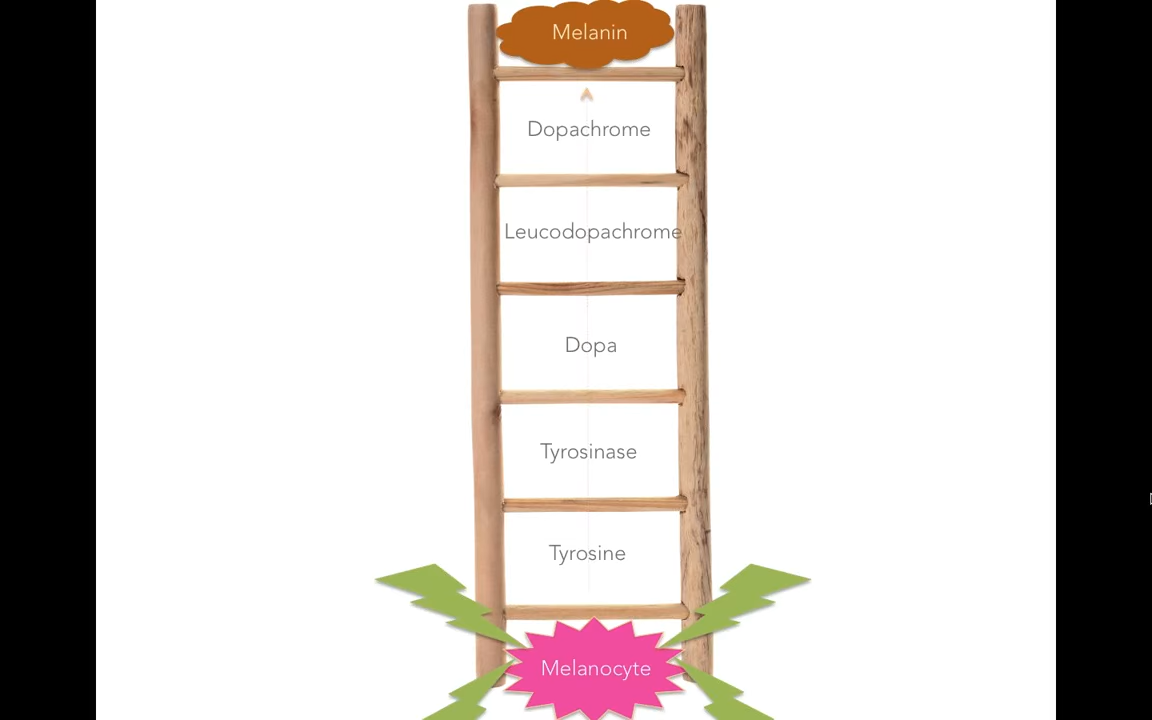 Melanin
Dopachrome
Leucodopachrome
Dopa
Tyrosinase
Tyrosine
Melanocyte